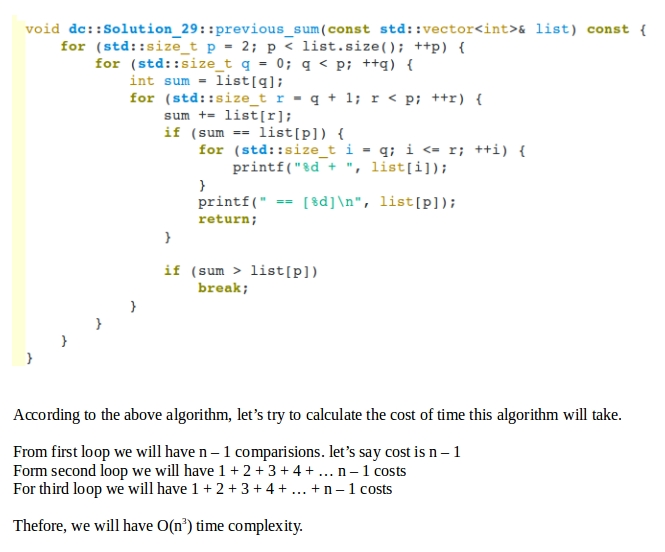 void dc::Solution_29::previous_sum(const std::vector<int>& list) const {
for (std::size_t p = 2; p < list.size(); ++p) {
for (std::size_t q = 0; q < p; ++q) {
int sum = list[q];
for (std::size_t r = q + 1; r < p; ++r) {
sum += list[r];
if (sum == list[p]) {
for (std::size_t i = q; i <= r; ++i) {
printf("%d + ", list[i]);
}
printf(" == [%d]\n", list[p]);
return;
}
if (sum > list[p])
break;
}
}
}
}
According to the above algorithm, let’s try to calculate the cost of time this algorithm will take.
From first loop we will have n – 1 comparisions. let’s say cost is n – 1
Form second loop we will have 1 + 2 + 3 + 4 + … n – 1 costs
For third loop we will have 1 + 2 + 3 + 4 + … + n – 1 costs
Thefore, we will have O(n³) time complexity.